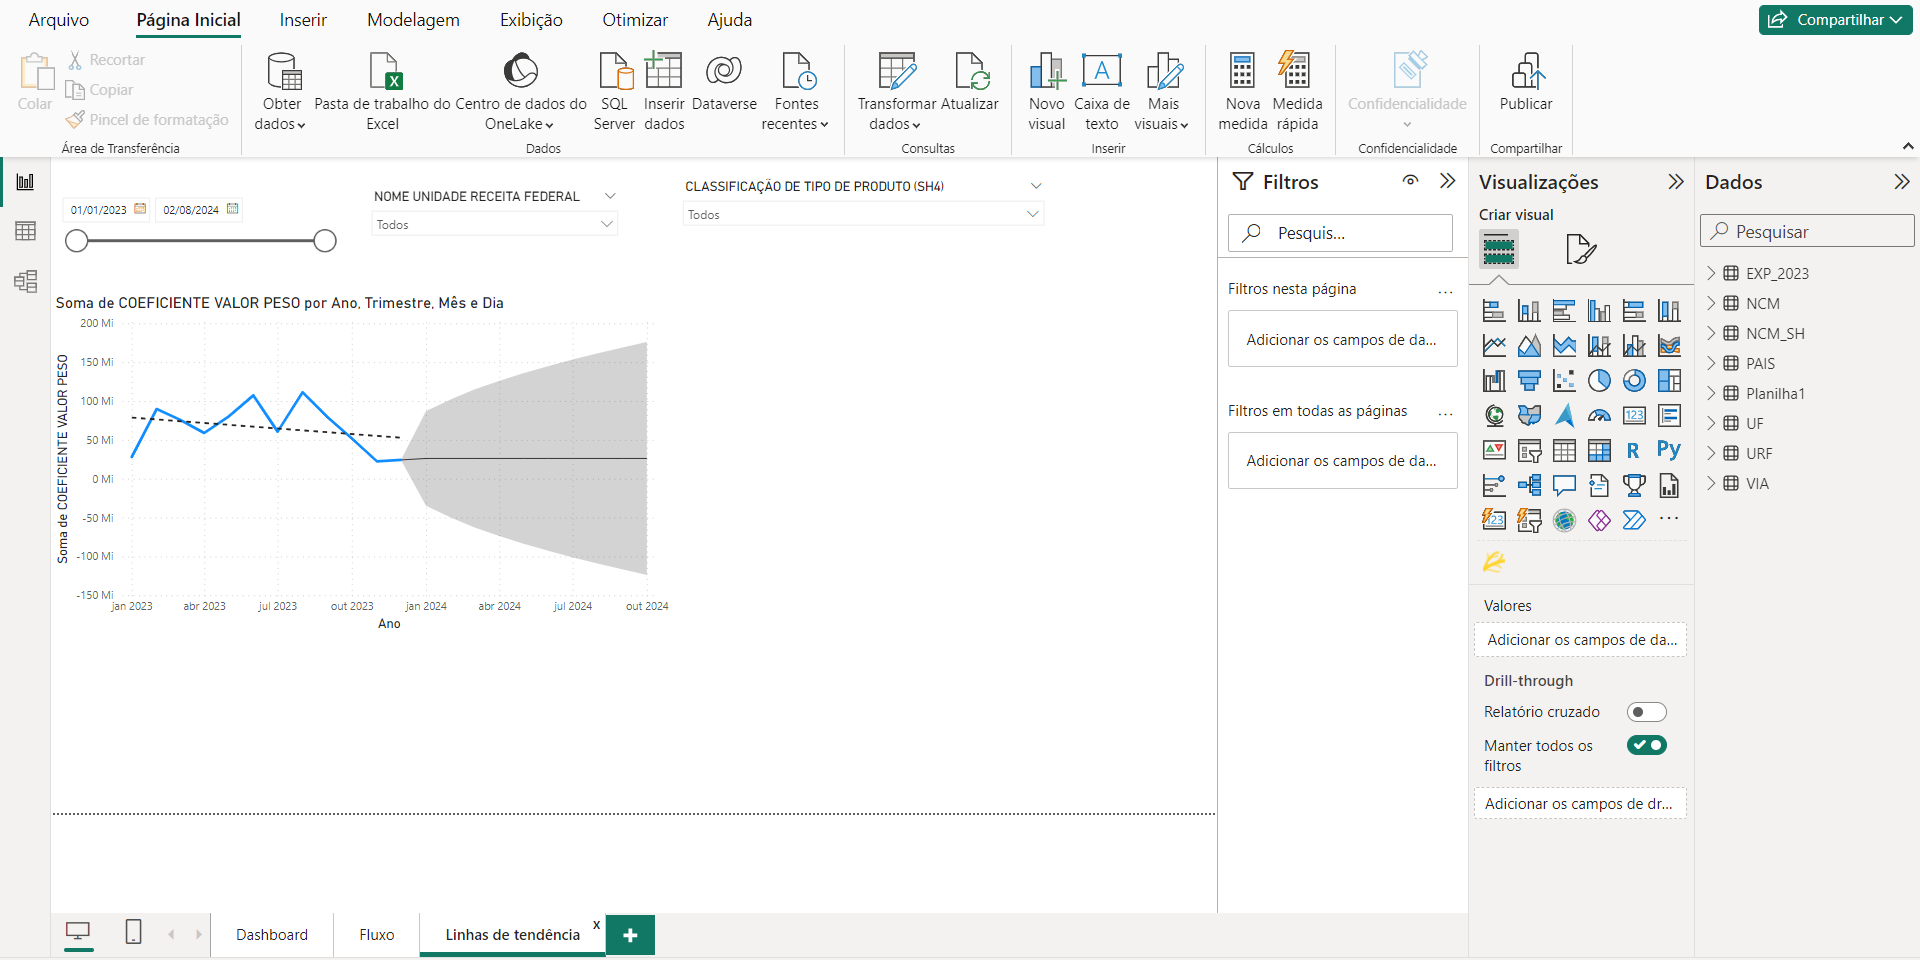 Arquivo
Página Inicial
Inserir
Modelagem
Exibição
Otimizar
Ajuda
Compartilhar
Colar
Recortar
Copiar
Pincel de formatação
Área de Transferência
Obter
dados
Pasta de trabalho do
Excel
Centro de dados do
OneLake
SQL
Server
Inserir
dados
Dataverse
Fontes
recentes
Dados
Transformar
dados
Atualizar
Consultas
Novo
visual
Caixa de
texto
Mais
visuais
Inserir
Nova
medida
Medida
rápida
Cálculos
Confidencialidade
Confidencialidade
Publicar
Compartilhar
01/01/2023
02/08/2024
NOME UNIDADE RECEITA FEDERAL
Todos
CLASSIFICAÇÃO DE TIPO DE PRODUTO (SH4)
Todos
Soma de COEFICIENTE VALOR PESO por Ano, Trimestre, Mês e Dia
Soma de COEFICIENTE VALOR PESO
200 Mi
150 Mi
100 Mi
50 Mi
0 Mi
-50 Mi
-100 Mi
-150 Mi
jan 2023
abr 2023
jul 2023
out 2023
jan 2024
abr 2024
jul 2024
out 2024
Ano
Filtros
Pesquis...
Filtros nesta página
...
Adicionar os campos de da...
Filtros em todas as páginas
...
Adicionar os campos de da...
Visualizações
Criar visual
123
R
Py
123
...
Valores
Adicionar os campos de da...
Drill-through
Relatório cruzado
Manter todos os
filtros
Adicionar os campos de dr...
Dados
Pesquisar
EXP_2023
NCM
NCM_SH
PAIS
Planilha1
UF
URF
VIA
Dashboard
Fluxo
Linhas de tendência
x
+